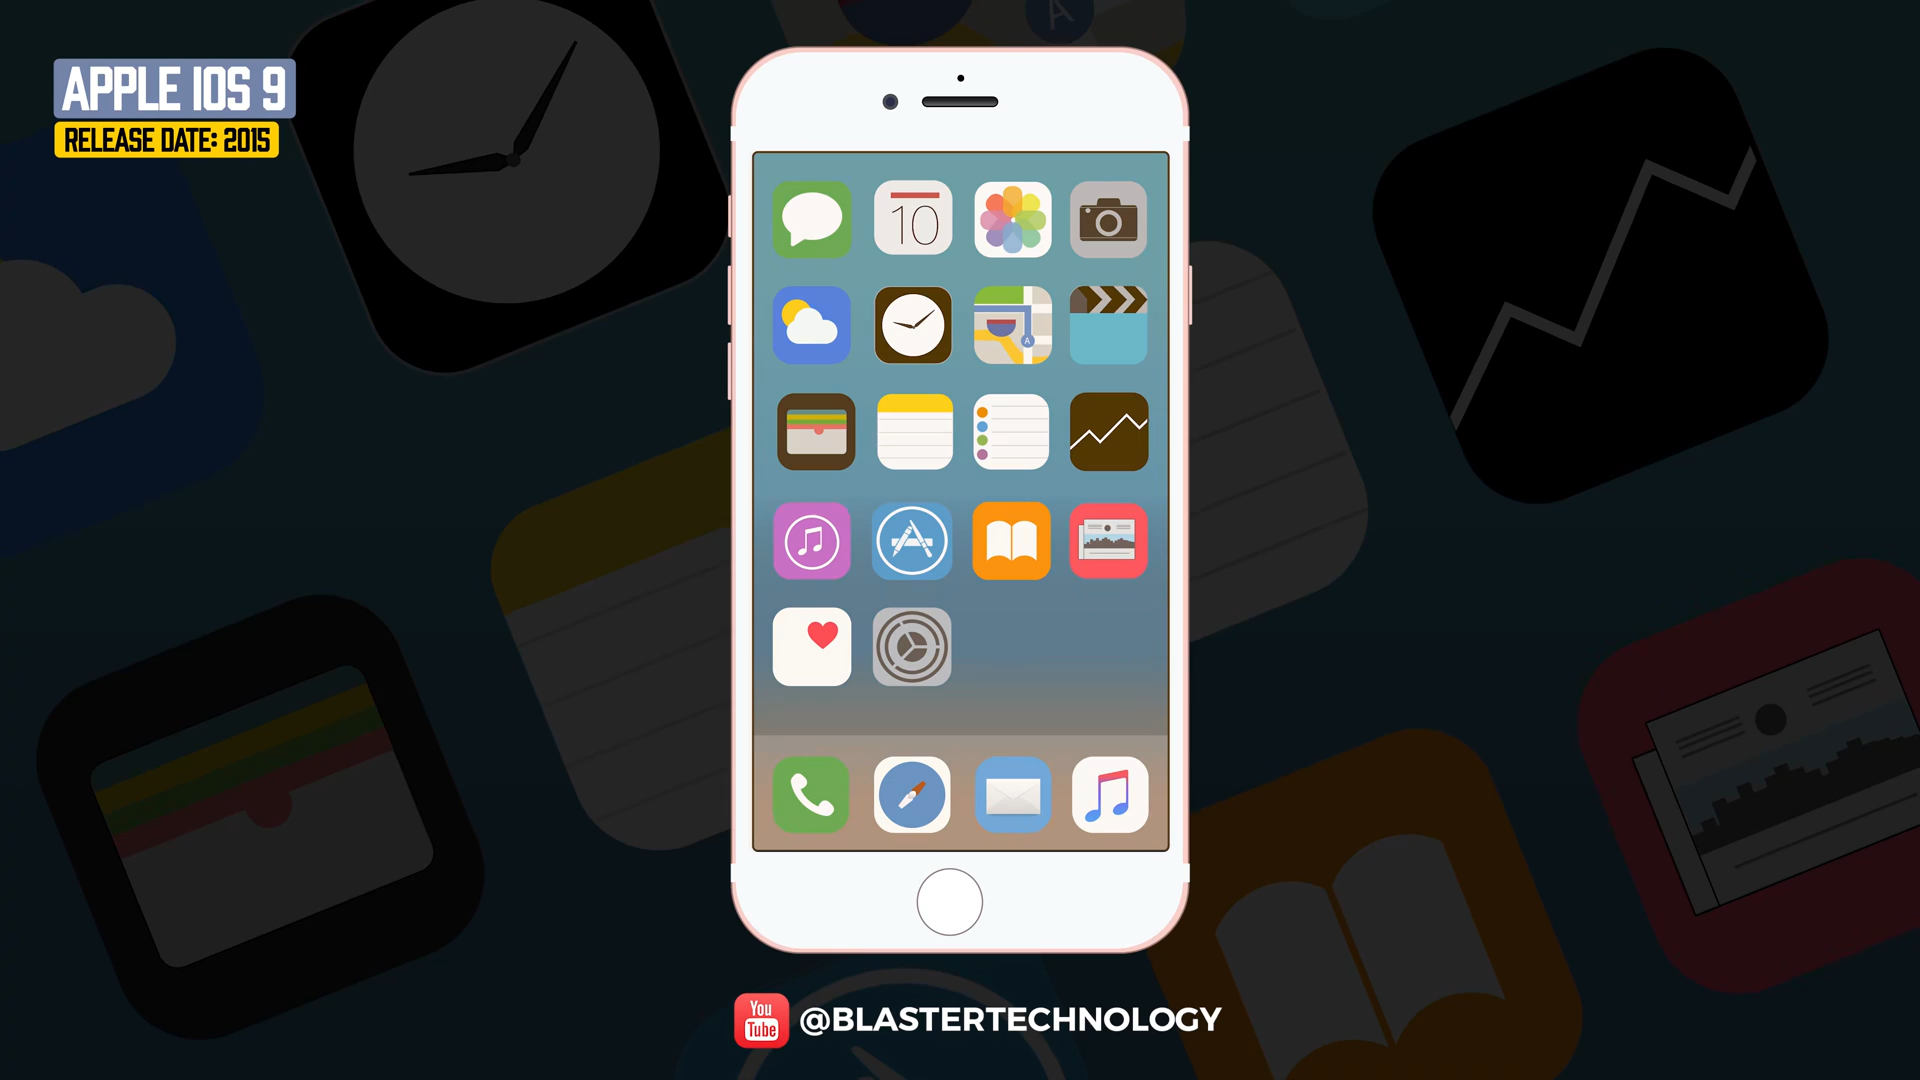 APPLE IOS 9
RELEASE DATE: 2015
10
A
You
Tube
@BLASTERTECHNOLOGY